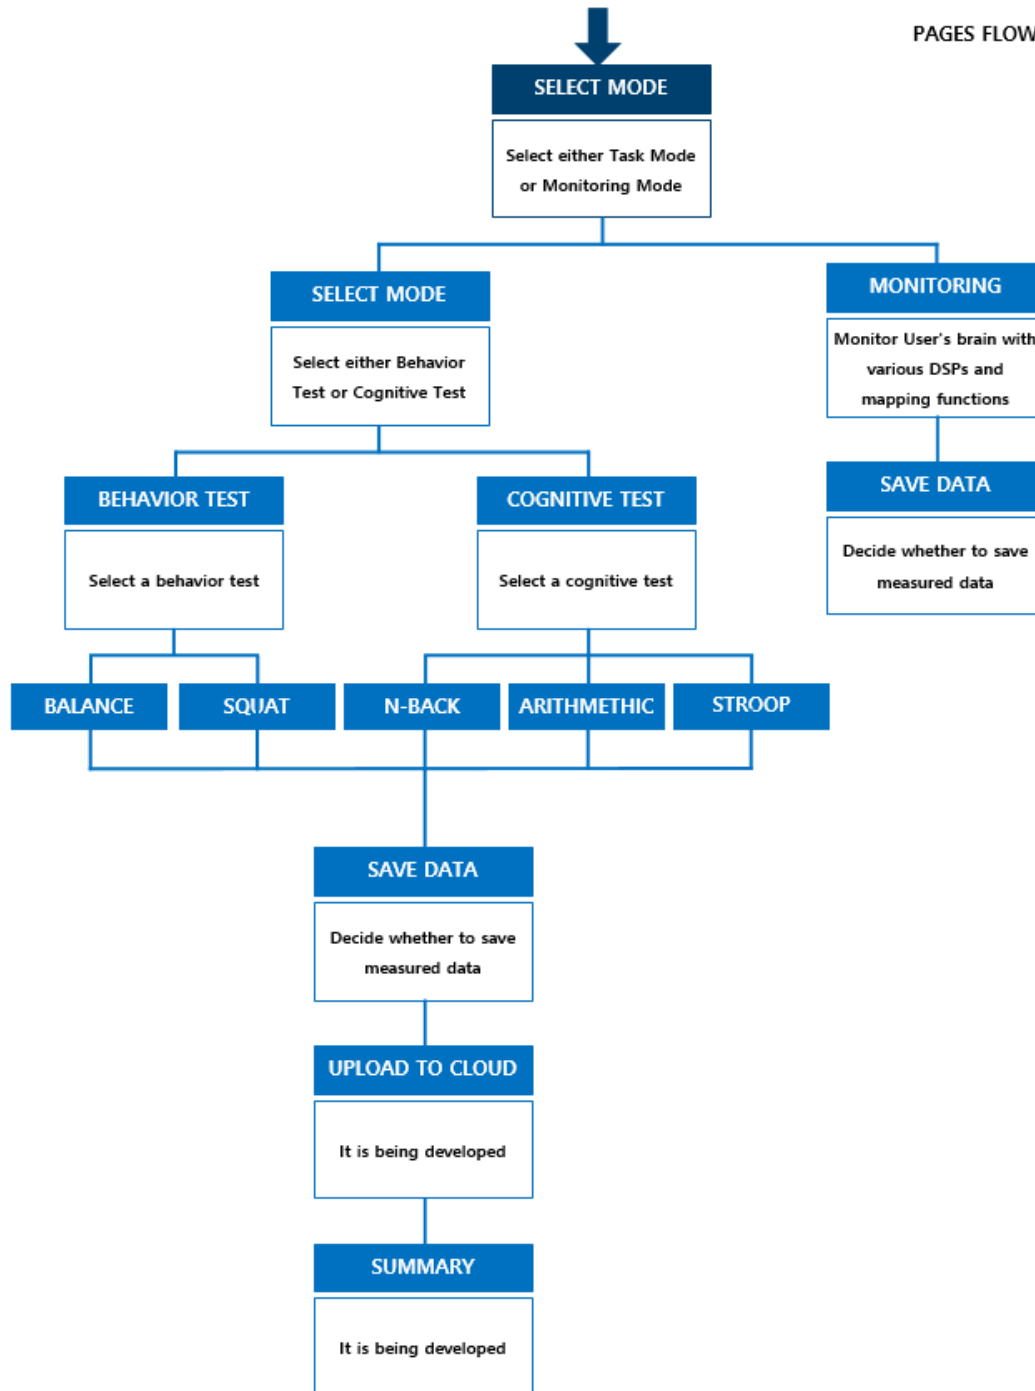 PAGES FLOW
SELECT MODE
Select either Task Mode
or Monitoring Mode
SELECT MODE
Select either Behavior
Test or Cognitive Test
MONITORING
Monitor User's brain with
various DSPs and
mapping functions
BEHAVIOR TEST
Select a behavior test
COGNITIVE TEST
Select a cognitive test
SAVE DATA
Decide whether to save
measured data
BALANCE
SQUAT
N-BACK
ARITHMETHIC
STROOP
SAVE DATA
Decide whether to save
measured data
UPLOAD TO CLOUD
It is being developed
SUMMARY
It is being developed